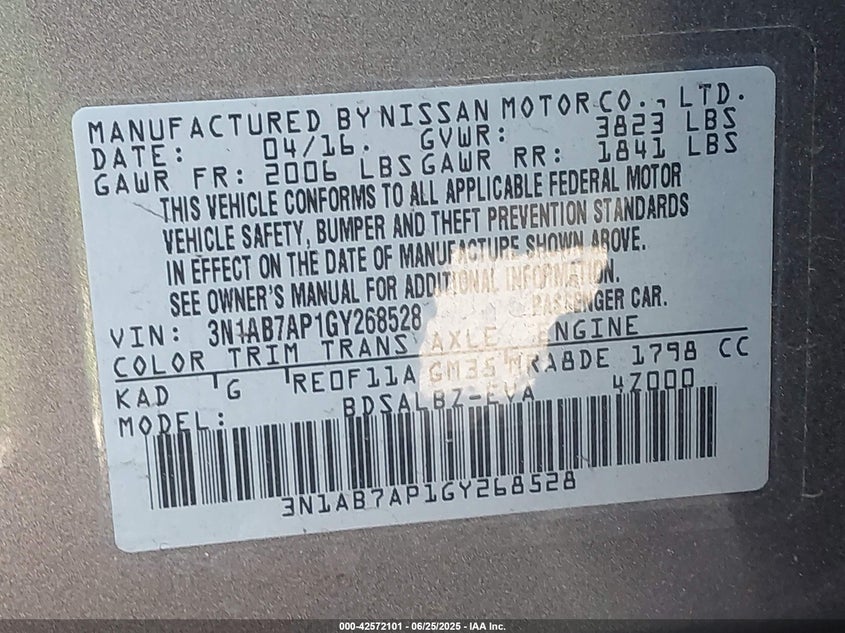 MANUFACTURED BY NISSAN MOTOR CO., LTD.
DATE: 04/16. GVWR: 3823 LBS
GAWR FR: 2006 LBS GAWR RR: 1841 LBS
THIS VEHICLE CONFORMS TO ALL APPLICABLE FEDERAL MOTOR
VEHICLE SAFETY, BUMPER AND THEFT PREVENTION STANDARDS
IN EFFECT ON THE DATE OF MANUFACTURE SHOWN ABOVE.
SEE OWNER'S MANUAL FOR ADDITIONAL INFORMATION.
VIN: 3N1AB7AP1GY268528 PASSENGER CAR.
COLOR TRIM TRANS AXLE ENGINE
KAD G RE0F11A GM35 MRA8DE 1798 CC
MODEL: BDSALBZ-EVA 4Z000
3N1AB7AP1GY268528
000-42572101 - 06/25/2025 - IAA Inc.